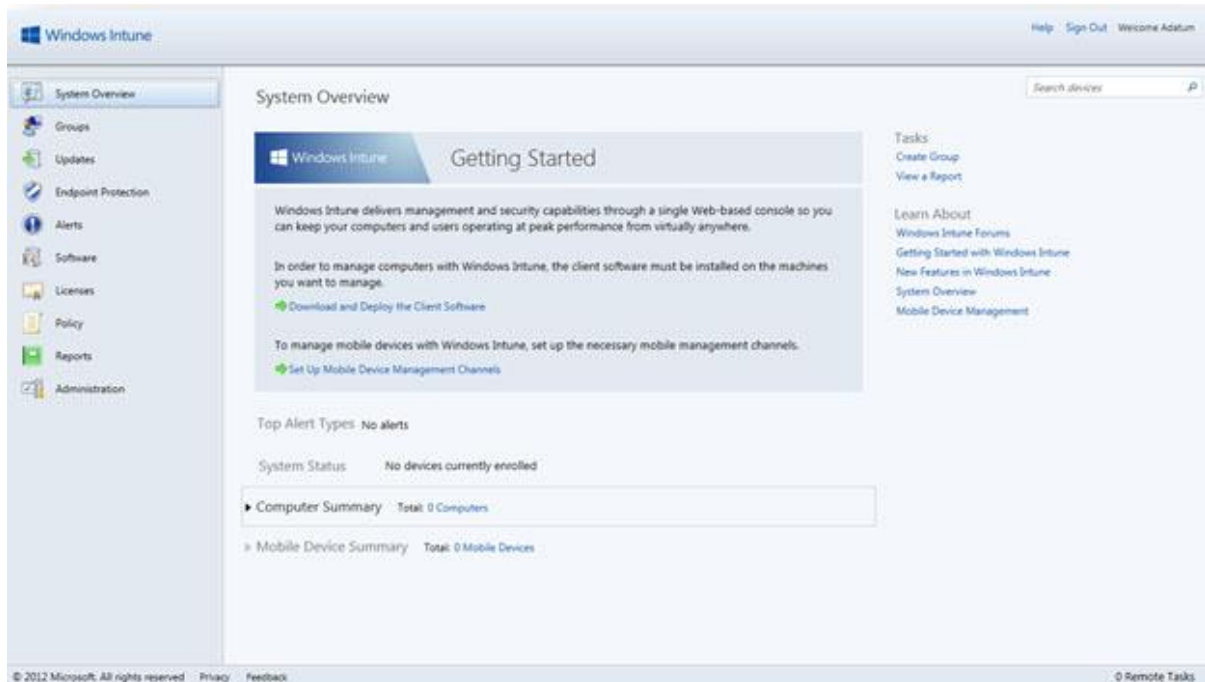 Windows Intune
Help Sign Out Welcome Adatum
System Overview
Groups
Updates
Endpoint Protection
Alerts
Software
Licenses
Policy
Reports
Administration
System Overview
Search devices
Windows Intune
Getting Started
Windows Intune delivers management and security capabilities through a single Web-based console so you
can keep your computers and users operating at peak performance from virtually anywhere.
In order to manage computers with Windows Intune, the client software must be installed on the machines
you want to manage.
Download and Deploy the Client Software
To manage mobile devices with Windows Intune, set up the necessary mobile management channels.
Set Up Mobile Device Management Channels
Top Alert Types No alerts
System Status No devices currently enrolled
Computer Summary Total: 0 Computers
Mobile Device Summary Total: 0 Mobile Devices
Tasks
Create Group
View a Report
Learn About
Windows Intune Forums
Getting Started with Windows Intune
New Features in Windows Intune
System Overview
Mobile Device Management
© 2012 Microsoft. All rights reserved Privacy Feedback
0 Remote Tasks